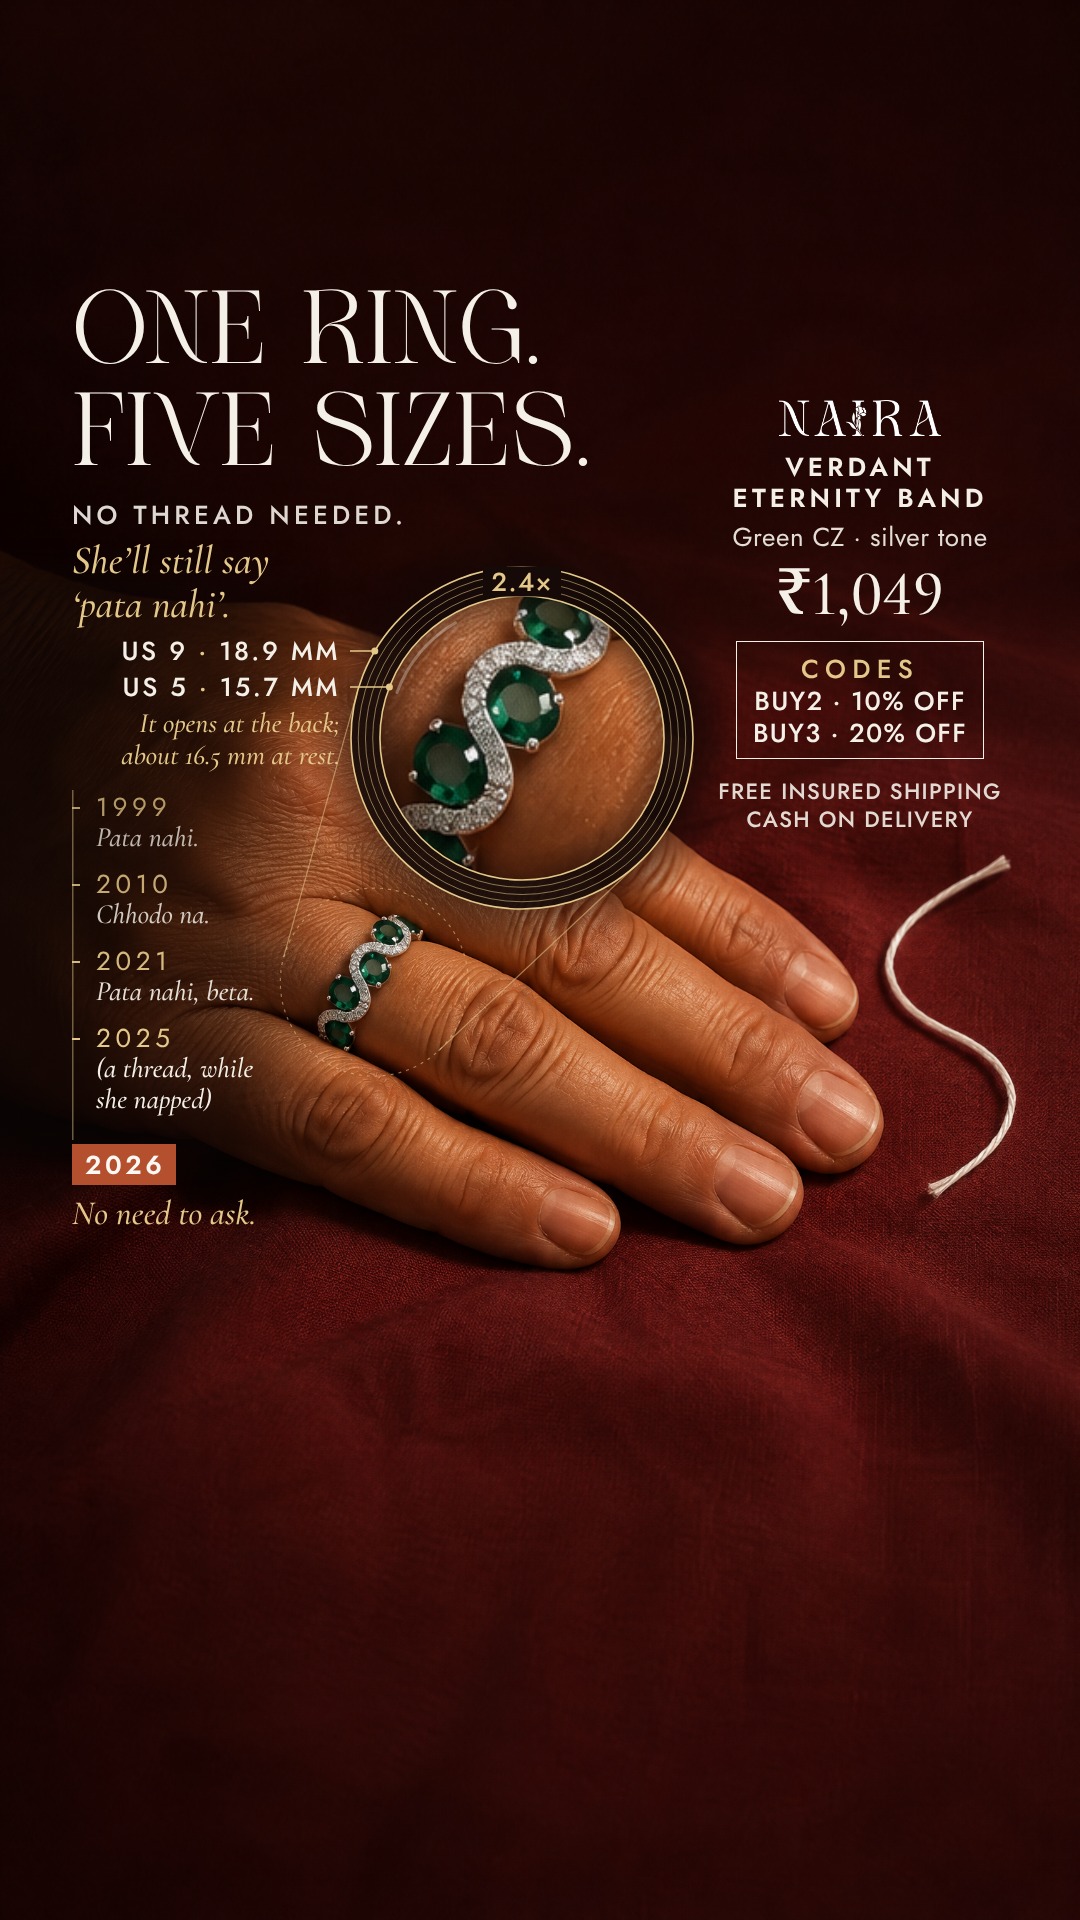 ONE RING.
FIVE SIZES.
NO THREAD NEEDED.
She’ll still say
‘pata nahi’.
2.4×
US 9 · 18.9 MM
US 5 · 15.7 MM
It opens at the back;
about 16.5 mm at rest.
1999
Pata nahi.
2010
Chhodo na.
2021
Pata nahi, beta.
2025
(a thread, while
she napped)
2026
No need to ask.
NAIRA
VERDANT
ETERNITY BAND
Green CZ · silver tone
₹1,049
CODES
BUY2 · 10% OFF
BUY3 · 20% OFF
FREE INSURED SHIPPING
CASH ON DELIVERY